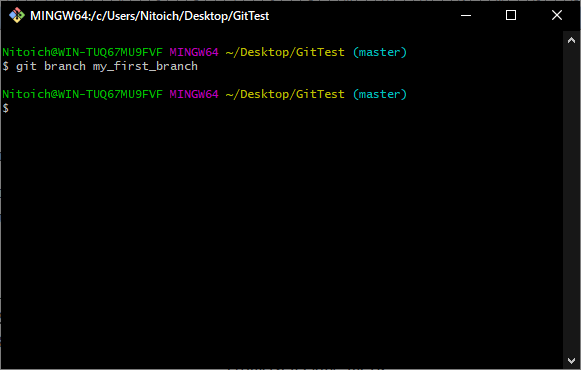 MINGW64:/c/Users/Nitoich/Desktop/GitTest
Nitoich@WIN-TUQ67MU9FVF MINGW64 ~/Desktop/GitTest (master)
$ git branch my_first_branch
Nitoich@WIN-TUQ67MU9FVF MINGW64 ~/Desktop/GitTest (master)
$